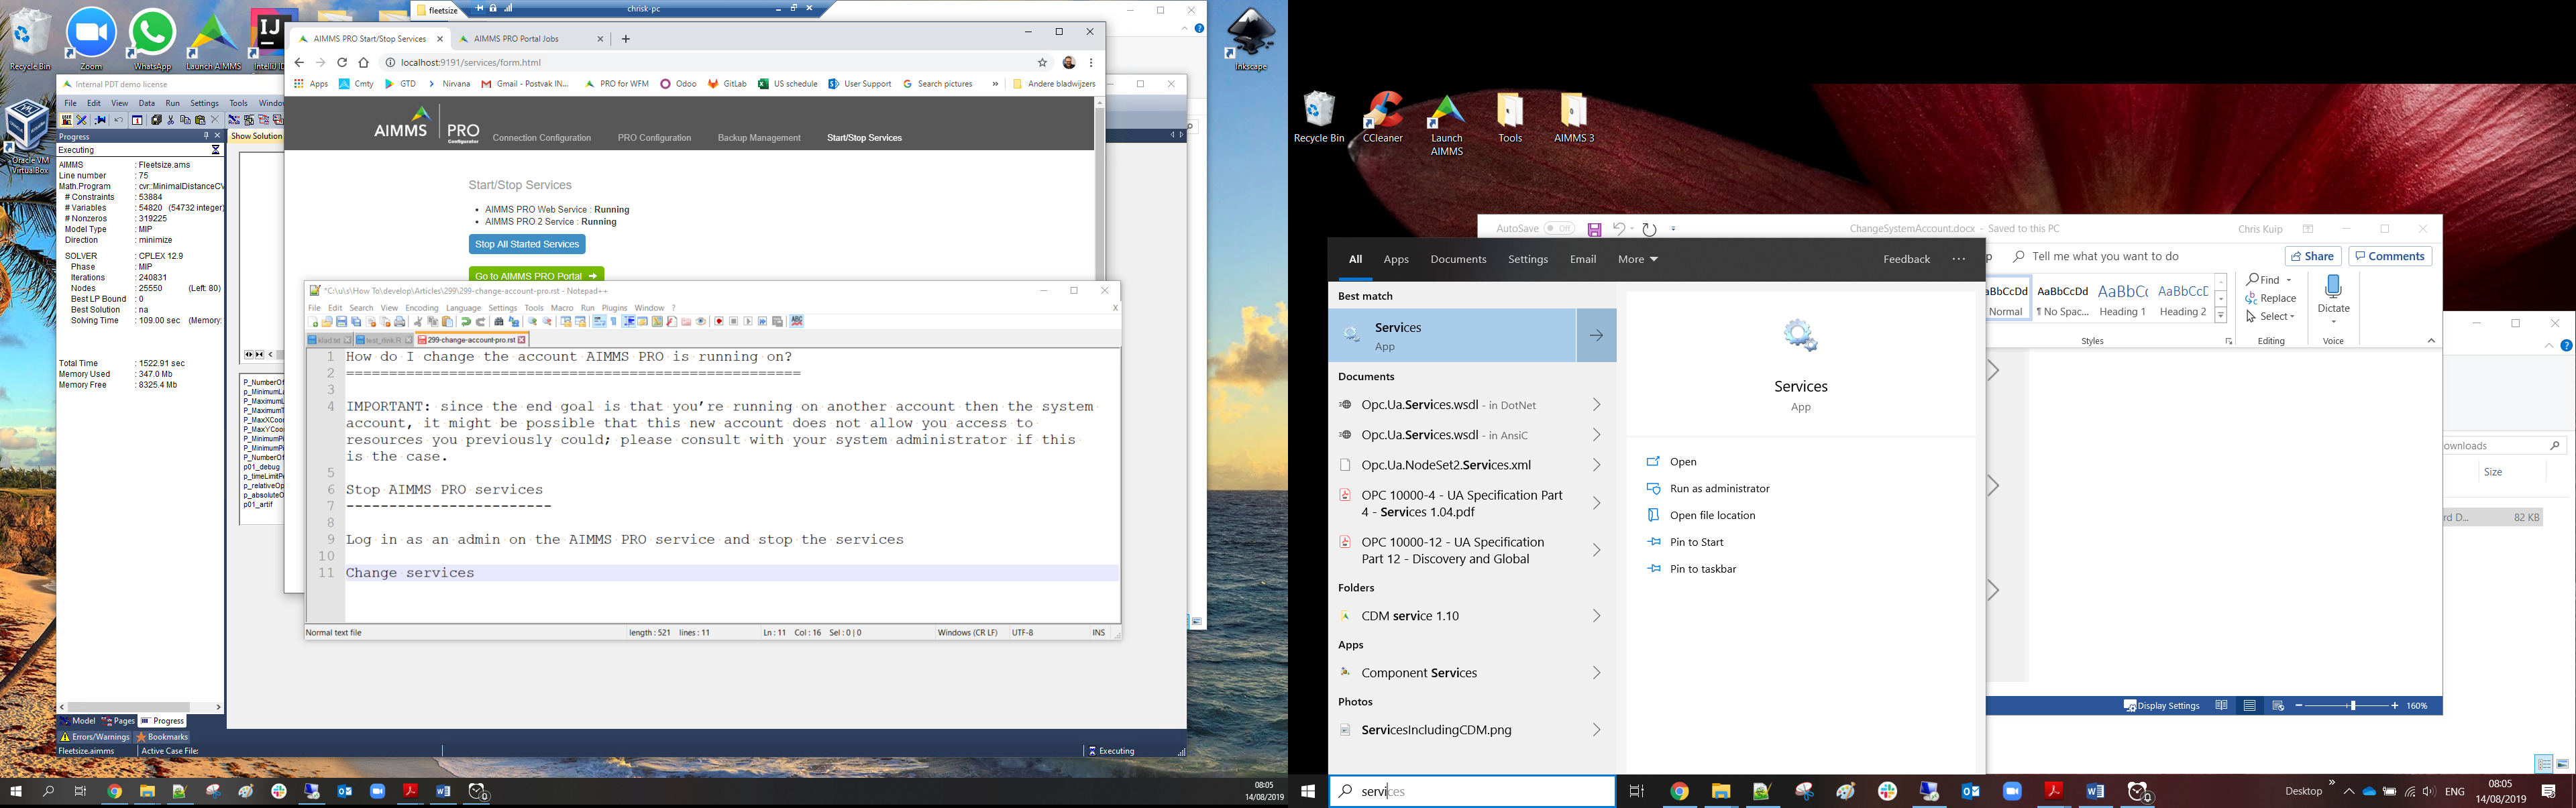 Recycle Bin
Zoom
WhatsApp
Launch AIMMS
IntelliJ ID
Oracle VM
VirtualBox
Inkscape
fleetsize
chrisk-pc
Internal PDT demo license
File Edit View Data Run Settings Tools Window
Progress
Executing
AIMMS : Fleetsize.ams
Line number : 75
Math.Program : cvr::MinimalDistanceCV
# Constraints : 53884
# Variables : 54820 (54732 integer)
# Nonzeros : 319225
Model Type : MIP
Direction : minimize
SOLVER : CPLEX 12.9
Phase : MIP
Iterations : 240831
Nodes : 25550 (Left: 80)
Best LP Bound : 0
Best Solution : na
Solving Time : 109.00 sec (Memory:
Total Time : 1522.91 sec
Memory Used : 347.0 Mb
Memory Free : 8325.4 Mb
Model Pages Progress
Errors/Warnings Bookmarks
Fleetsize.aimms Active Case File:
Executing
Show Solution
P_NumberOf
P_MinimumL
P_MaximumL
P_MaximumT
P_MaxXCoor
P_MaxYCoor
P_MinimumPi
P_MinimumPi
P_NumberOf
p01_debug
p_timeLimitP
p_relativeOp
p_absoluteO
p01_artif
AIMMS PRO Start/Stop Services
AIMMS PRO Portal Jobs
localhost:9191/services/form.html
Apps Cmty GTD Nirvana Gmail - Postvak IN... PRO for WFM Odoo GitLab US schedule User Support Search pictures » Andere bladwijzers
AIMMS PRO
Configurator
Connection Configuration PRO Configuration Backup Management Start/Stop Services
Start/Stop Services
AIMMS PRO Web Service : Running
AIMMS PRO 2 Service : Running
Stop All Started Services
Go to AIMMS PRO Portal
*C:\u\s\How To\develop\Articles\299\299-change-account-pro.rst - Notepad++
File Edit Search View Encoding Language Settings Tools Macro Run Plugins Window ?
X
klad.txt test_rlink.R 299-change-account-pro.rst
1 How do I change the account AIMMS PRO is running on?
2 =====================================================
3
4 IMPORTANT: since the end goal is that you're running on another account then the system
account, it might be possible that this new account does not allow you access to
resources you previously could; please consult with your system administrator if this
is the case.
5
6 Stop AIMMS PRO services
7 ------------------------
8
9 Log in as an admin on the AIMMS PRO service and stop the services
10
11 Change services
Normal text file length : 521 lines : 11 Ln : 11 Col : 16 Sel : 0 | 0 Windows (CR LF) UTF-8 INS
08:05
14/08/2019
Recycle Bin
CCleaner
Launch
AIMMS
Tools
AIMMS 3
AutoSave Off
ChangeSystemAccount.docx - Saved to this PC
Chris Kuip
Tell me what you want to do
Share
Comments
AaBbCcDd AaBbCcDd AaBbCc AaBbCcE
Normal ¶ No Spac... Heading 1 Heading 2
Styles
Find
Replace
Select
Editing
Dictate
Voice
ownloads
Size
rd D... 82 KB
Display Settings
160%
All Apps Documents Settings Email More
Feedback ...
Best match
Services
App
Documents
Opc.Ua.Services.wsdl - in DotNet
Opc.Ua.Services.wsdl - in AnsiC
Opc.Ua.NodeSet2.Services.xml
OPC 10000-4 - UA Specification Part
4 - Services 1.04.pdf
OPC 10000-12 - UA Specification
Part 12 - Discovery and Global
Folders
CDM service 1.10
Apps
Component Services
Photos
ServicesIncludingCDM.png
Services
App
Open
Run as administrator
Open file location
Pin to Start
Pin to taskbar
services
Desktop »
ENG
08:05
14/08/2019